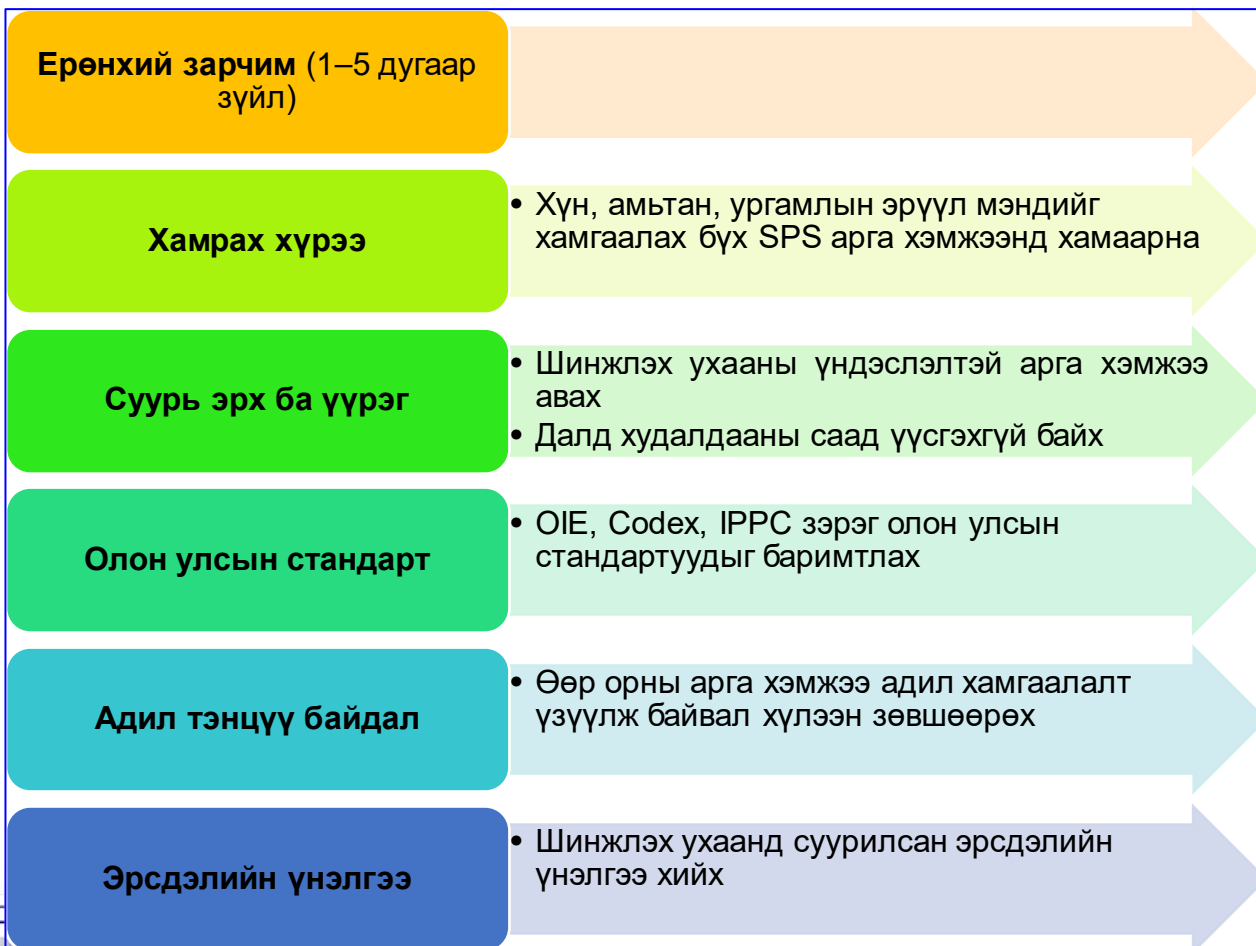 Ерөнхий зарчим (1–5 дугаар
зүйл)
Хамрах хүрээ
• Хүн, амьтан, ургамлын эрүүл мэндийг
хамгаалах бүх SPS арга хэмжээнд хамаарна
Суурь эрх ба үүрэг
• Шинжлэх ухааны үндэслэлтэй арга хэмжээ
авах
• Далд худалдааны саад үүсгэхгүй байх
Олон улсын стандарт
• OIE, Codex, IPPC зэрэг олон улсын
стандартуудыг баримтлах
Адил тэнцүү байдал
• Өөр орны арга хэмжээ адил хамгаалалт
үзүүлж байвал хүлээн зөвшөөрөх
Эрсдэлийн үнэлгээ
• Шинжлэх ухаанд суурилсан эрсдэлийн
үнэлгээ хийх